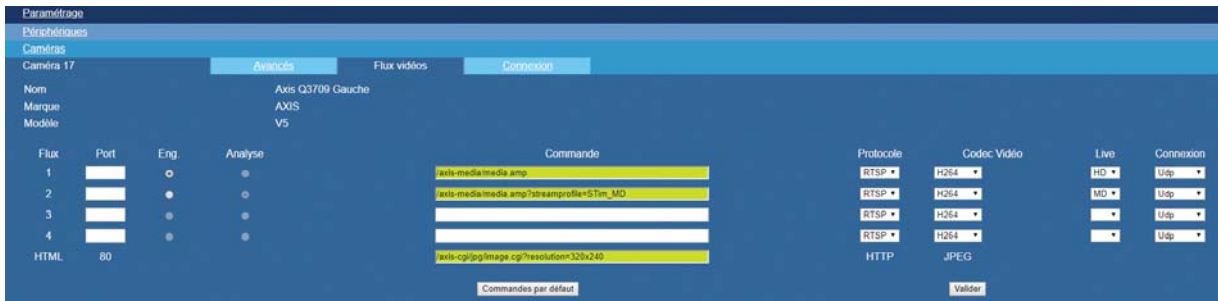 Paramétrage
Périphériques
Caméras
Caméra 17 Avancés Flux vidéos Connexion
Nom Axis Q3709 Gauche
Marque AXIS
Modèle V5
Flux Port Eng. Analyse Commande Protocole Codec Vidéo Live Connexion
1 /axis-media/media.amp RTSP H264 HD Udp
2 /axis-media/media.amp?streamprofile=STim_MD RTSP H264 MD Udp
3 RTSP H264 Udp
4 RTSP H264 Udp
HTML 80 /axis-cgi/jpg/image.cgi?resolution=320x240 HTTP JPEG
Commandes par défaut Valider